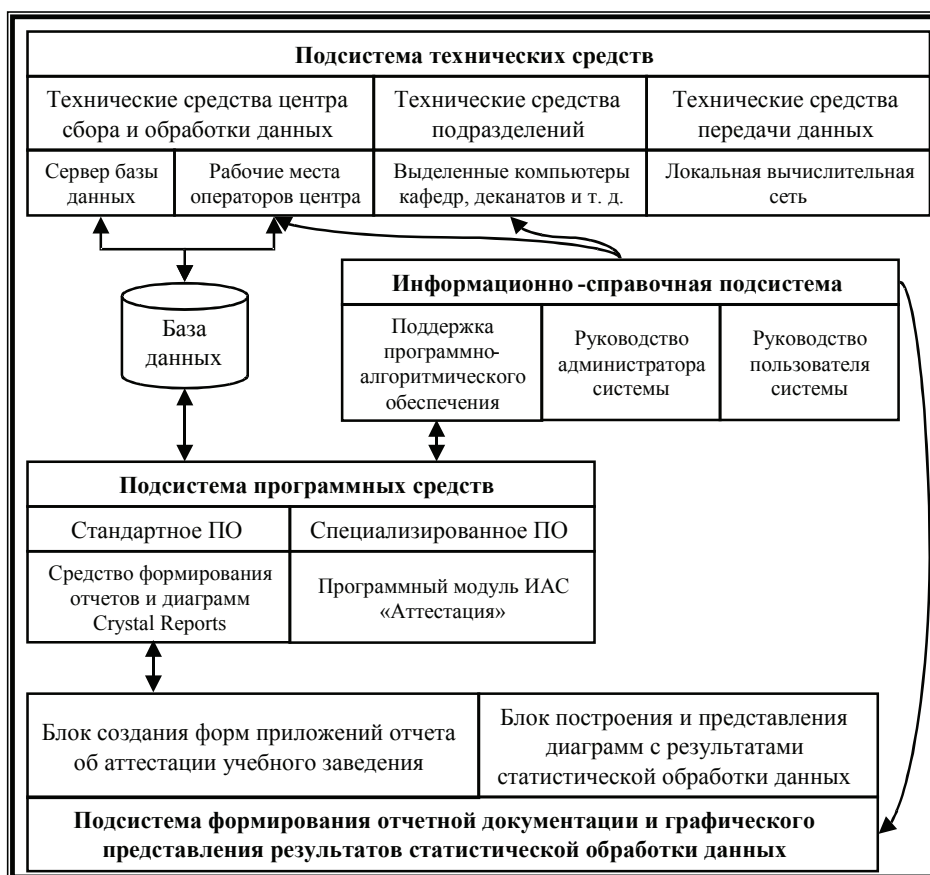 Подсистема технических средств
Технические средства центра
сбора и обработки данных
Технические средства
подразделений
Технические средства
передачи данных
Сервер базы
данных
Рабочие места
операторов центра
Выделенные компьютеры
кафедр, деканатов и т. д.
Локальная вычислительная
сеть
База
данных
Информационно-справочная подсистема
Поддержка
программно-
алгоритмического
обеспечения
Руководство
администратора
системы
Руководство
пользователя
системы
Подсистема программных средств
Стандартное ПО
Специализированное ПО
Средство формирования
отчетов и диаграмм
Crystal Reports
Программный модуль ИАС
«Аттестация»
Блок создания форм приложений отчета
об аттестации учебного заведения
Блок построения и представления
диаграмм с результатами
статистической обработки данных
Подсистема формирования отчетной документации и графического
представления результатов статистической обработки данных